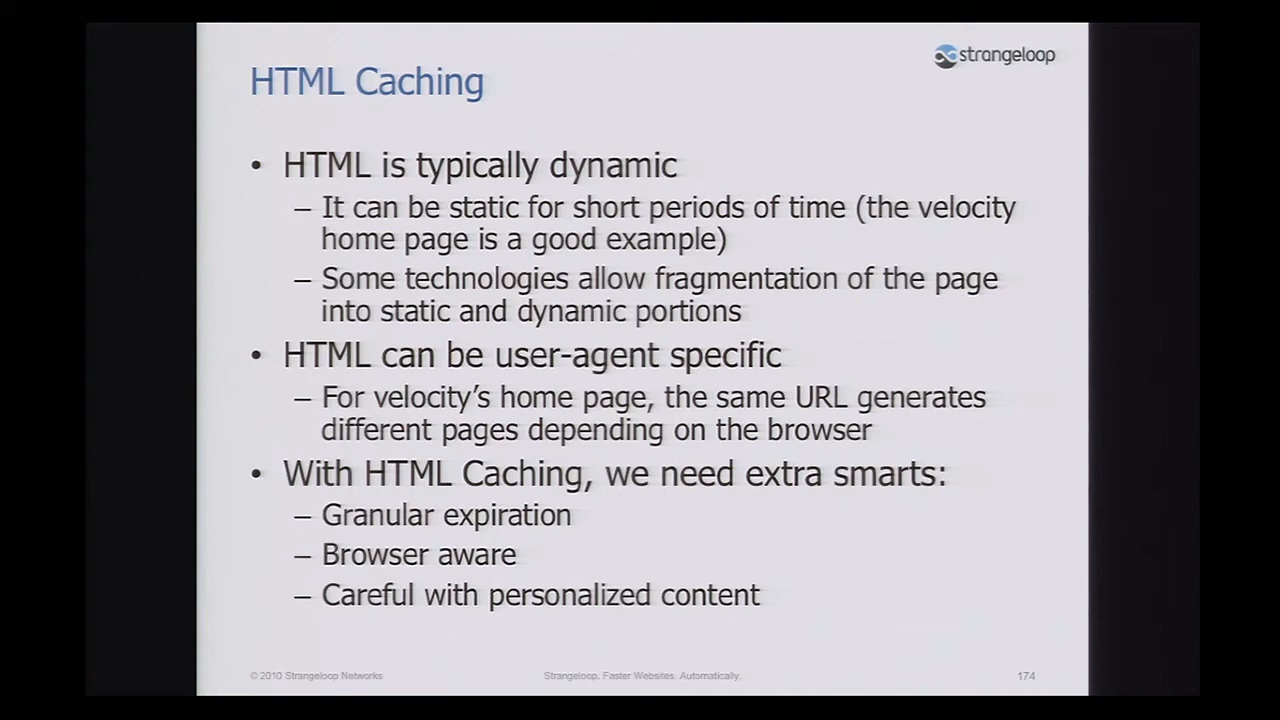 strangeloop
HTML Caching
• HTML is typically dynamic
– It can be static for short periods of time (the velocity
home page is a good example)
– Some technologies allow fragmentation of the page
into static and dynamic portions
• HTML can be user-agent specific
– For velocity's home page, the same URL generates
different pages depending on the browser
• With HTML Caching, we need extra smarts:
– Granular expiration
– Browser aware
– Careful with personalized content
© 2010 Strangeloop Networks
Strangeloop. Faster Websites. Automatically.
174